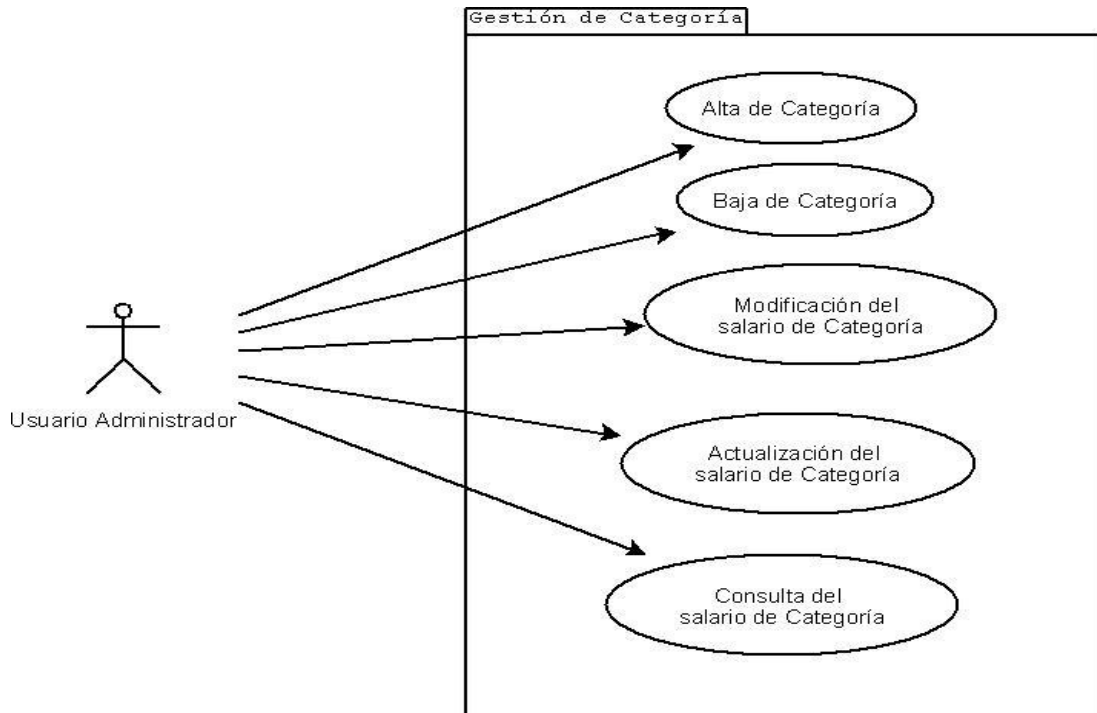 Gestión de Categoría
Alta de Categoría
Baja de Categoría
Modificación del
salario de Categoría
Usuario Administrador
Actualización del
salario de Categoría
Consulta del
salario de Categoría